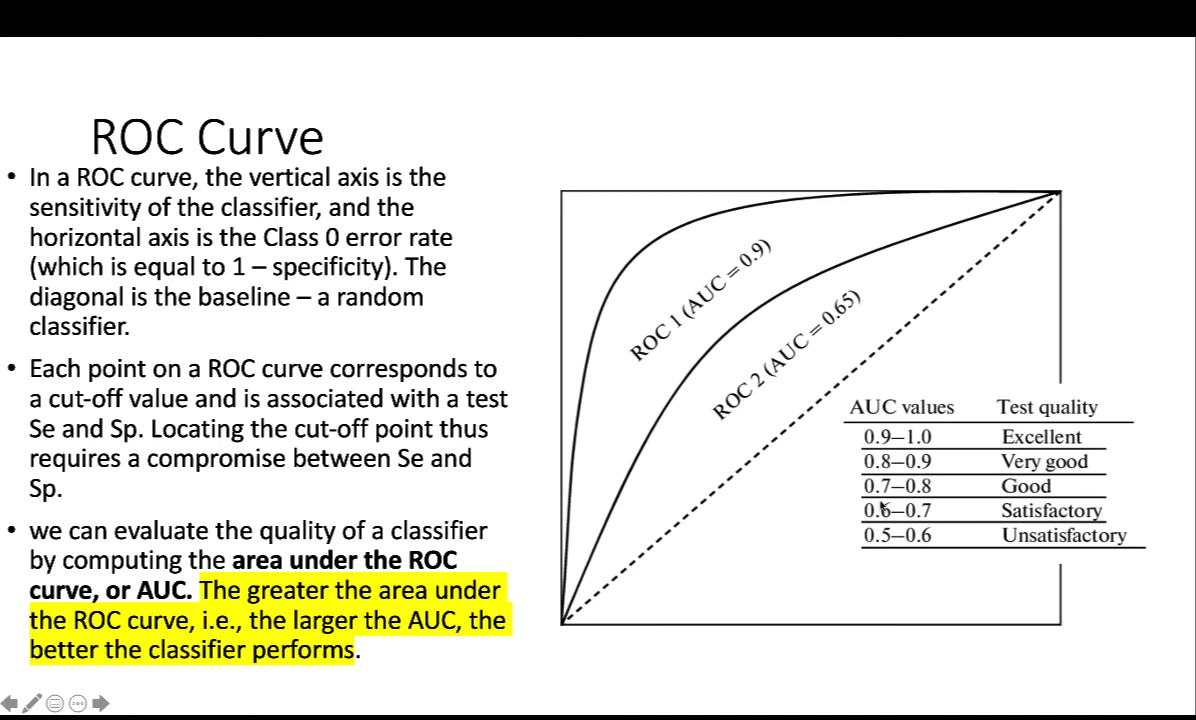 ROC Curve
• In a ROC curve, the vertical axis is the
sensitivity of the classifier, and the
horizontal axis is the Class 0 error rate
(which is equal to 1 – specificity). The
diagonal is the baseline – a random
classifier.
• Each point on a ROC curve corresponds to
a cut-off value and is associated with a test
Se and Sp. Locating the cut-off point thus
requires a compromise between Se and
Sp.
• we can evaluate the quality of a classifier
by computing the area under the ROC
curve, or AUC. The greater the area under
the ROC curve, i.e., the larger the AUC, the
better the classifier performs.
ROC 1 (AUC = 0.9)
ROC 2 (AUC = 0.65)
AUC values Test quality
0.9–1.0 Excellent
0.8–0.9 Very good
0.7–0.8 Good
0.6–0.7 Satisfactory
0.5–0.6 Unsatisfactory